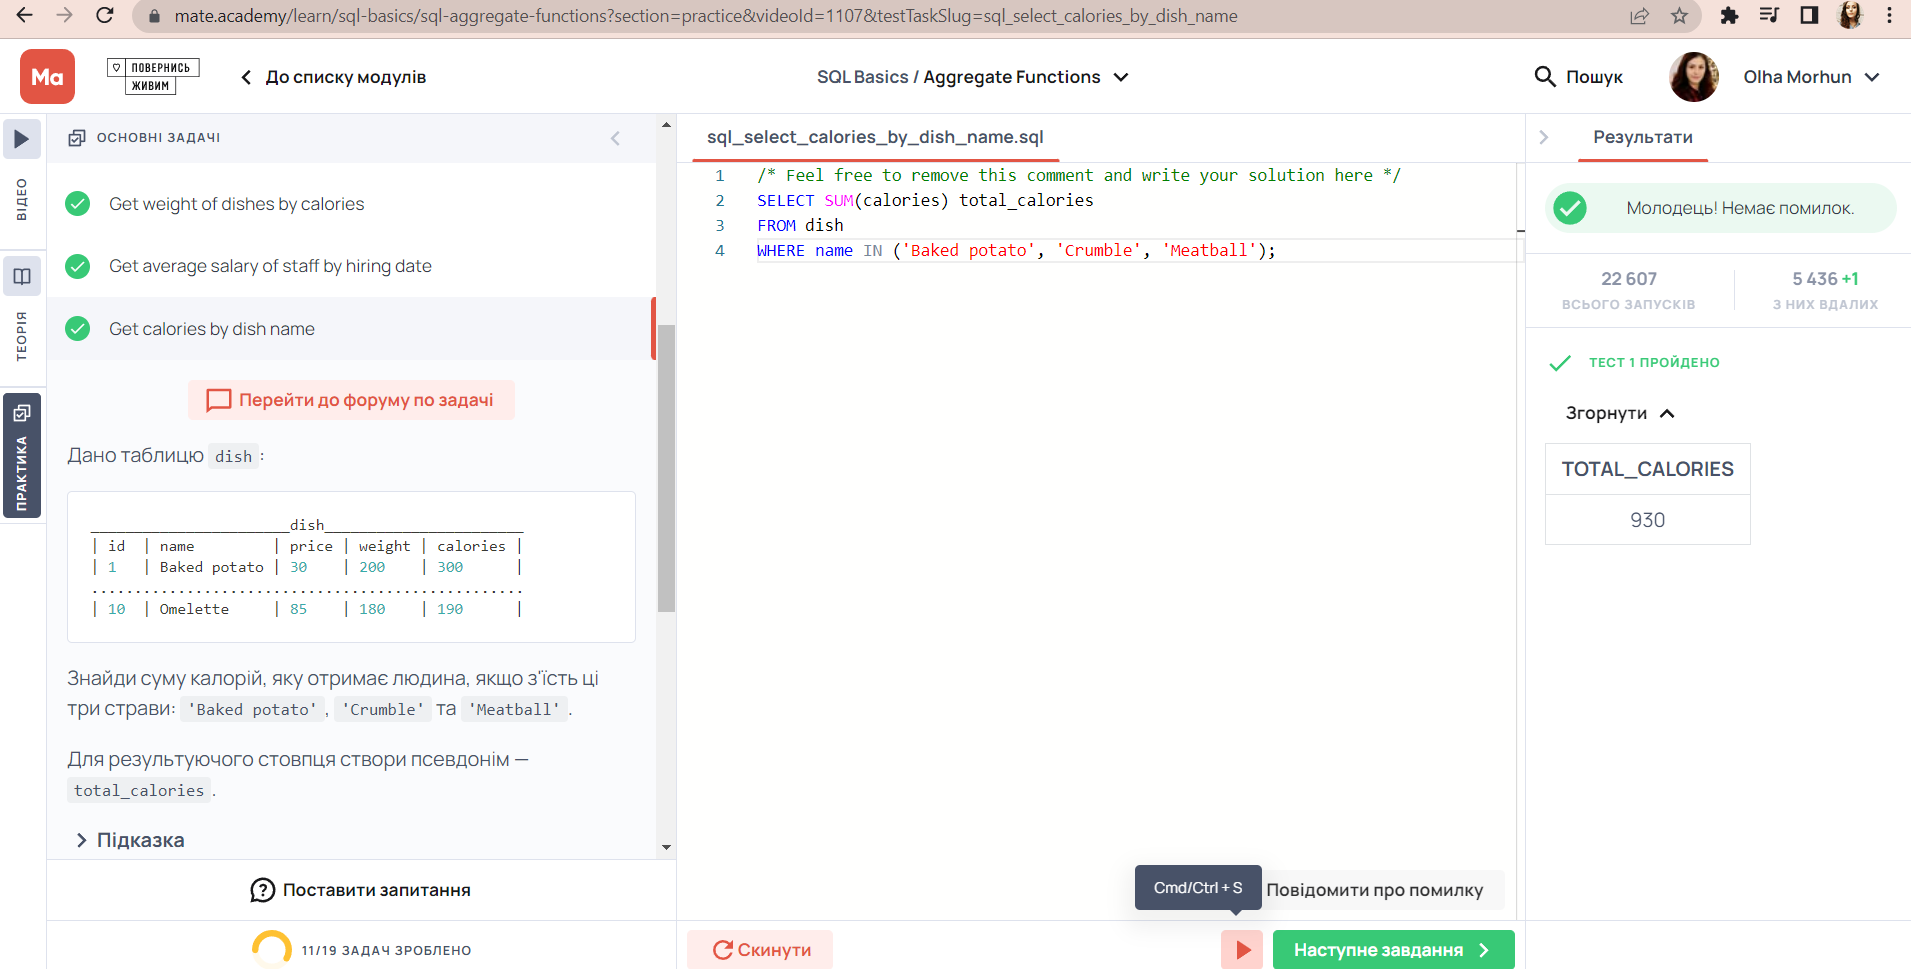 mate.academy/learn/sql-basics/sql-aggregate-functions?section=practice&videoId=1107&testTaskSlug=sql_select_calories_by_dish_name
Ma
ПОВЕРНИСЬ
ЖИВИМ
До списку модулів
SQL Basics / Aggregate Functions
Пошук
Olha Morhun
ВІДЕО
ТЕОРІЯ
ПРАКТИКА
ОСНОВНІ ЗАДАЧІ
Get weight of dishes by calories
Get average salary of staff by hiring date
Get calories by dish name
Перейти до форуму по задачі
Дано таблицю dish :
_______________________dish_______________________
| id | name | price | weight | calories |
| 1 | Baked potato | 30 | 200 | 300 |
..................................................
| 10 | Omelette | 85 | 180 | 190 |
Знайди суму калорій, яку отримає людина, якщо з'їсть ці
три страви: 'Baked potato' , 'Crumble' та 'Meatball' .
Для результуючого стовпця створи псевдонім —
total_calories .
Підказка
Поставити запитання
11/19 ЗАДАЧ ЗРОБЛЕНО
sql_select_calories_by_dish_name.sql
1 /* Feel free to remove this comment and write your solution here */
2 SELECT SUM(calories) total_calories
3 FROM dish
4 WHERE name IN ('Baked potato', 'Crumble', 'Meatball');
Cmd/Ctrl + S
Повідомити про помилку
Скинути
Наступне завдання
Результати
Молодець! Немає помилок.
22 607
ВСЬОГО ЗАПУСКІВ
5 436 +1
З НИХ ВДАЛИХ
ТЕСТ 1 ПРОЙДЕНО
Згорнути
TOTAL_CALORIES
930